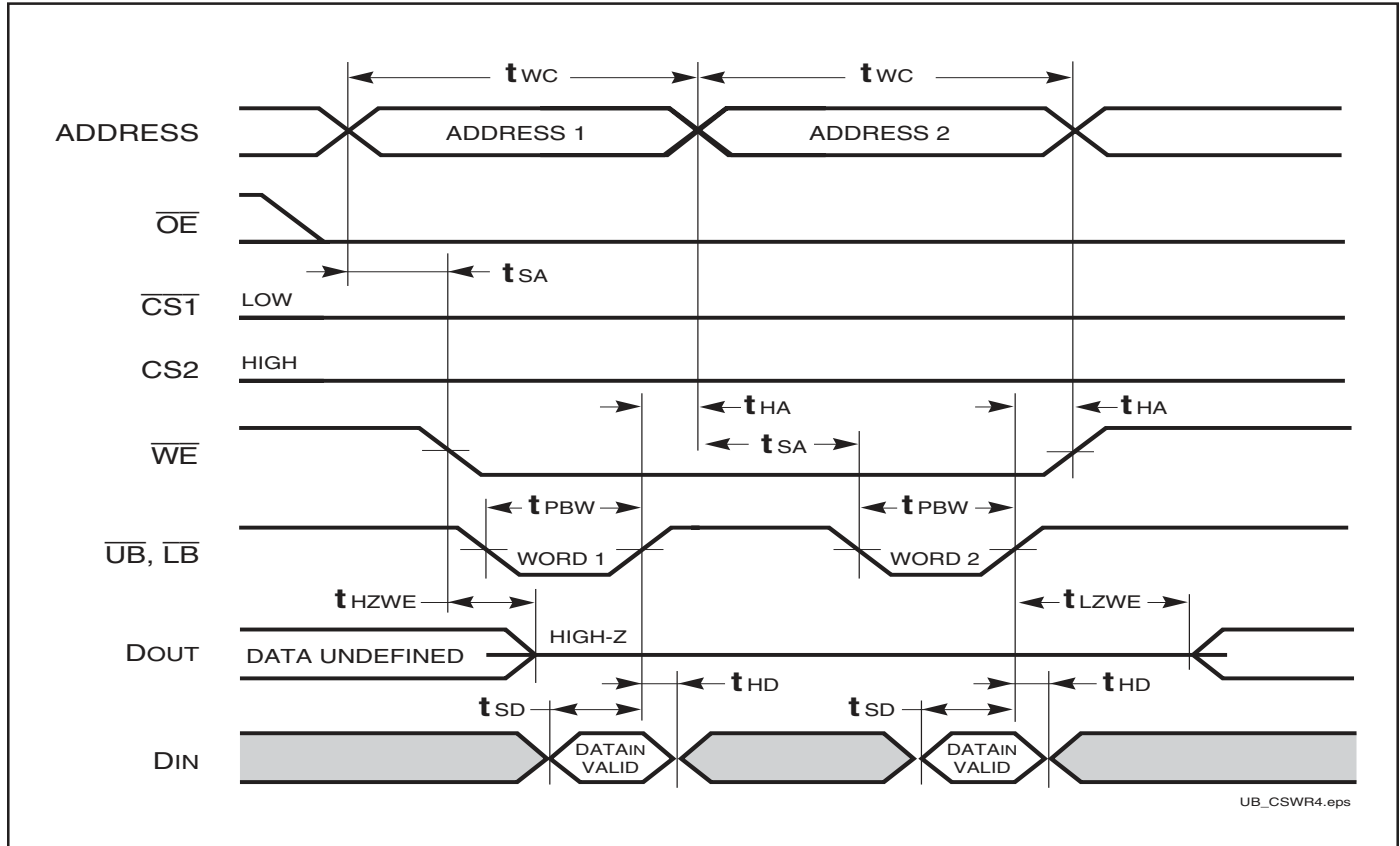 tWC tWC
ADDRESS ADDRESS 1 ADDRESS 2
OE
tSA
CS1 LOW
CS2 HIGH
tHA tHA
WE tSA
tPBW tPBW
UB, LB WORD 1 WORD 2
tHZWE tLZWE
DOUT DATA UNDEFINED HIGH-Z
tHD tHD
tSD tSD
DIN DATAIN VALID DATAIN VALID
UB_CSWR4.eps